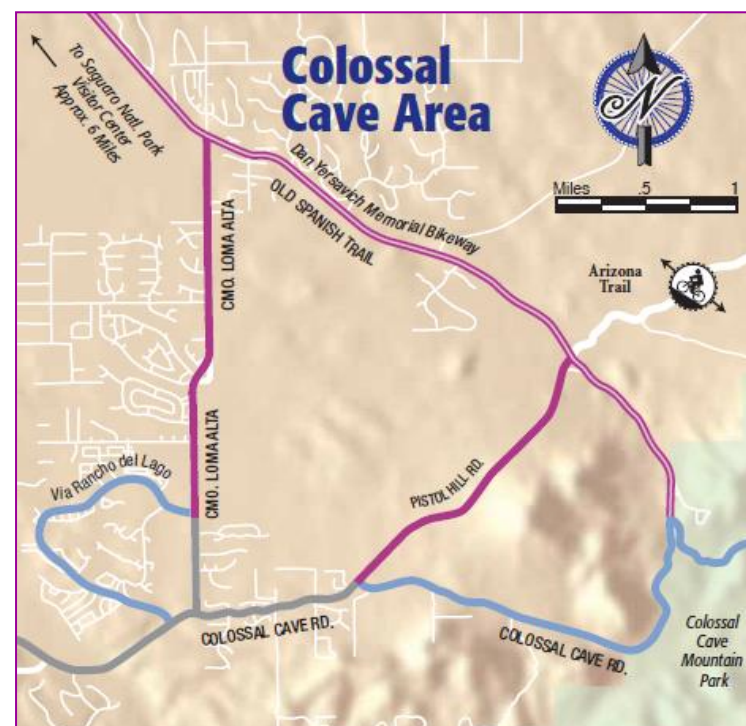 Colossal
Cave Area
To Saguaro Natl. Park
Visitor Center
Approx. 6 Miles
N
Miles .5 1
Dan Yersavich Memorial Bikeway
OLD SPANISH TRAIL
CMO. LOMA ALTA
Arizona
Trail
CMO. LOMA ALTA
Via Rancho del Lago
PISTOL HILL RD.
COLOSSAL CAVE RD.
COLOSSAL CAVE RD.
Colossal
Cave
Mountain
Park